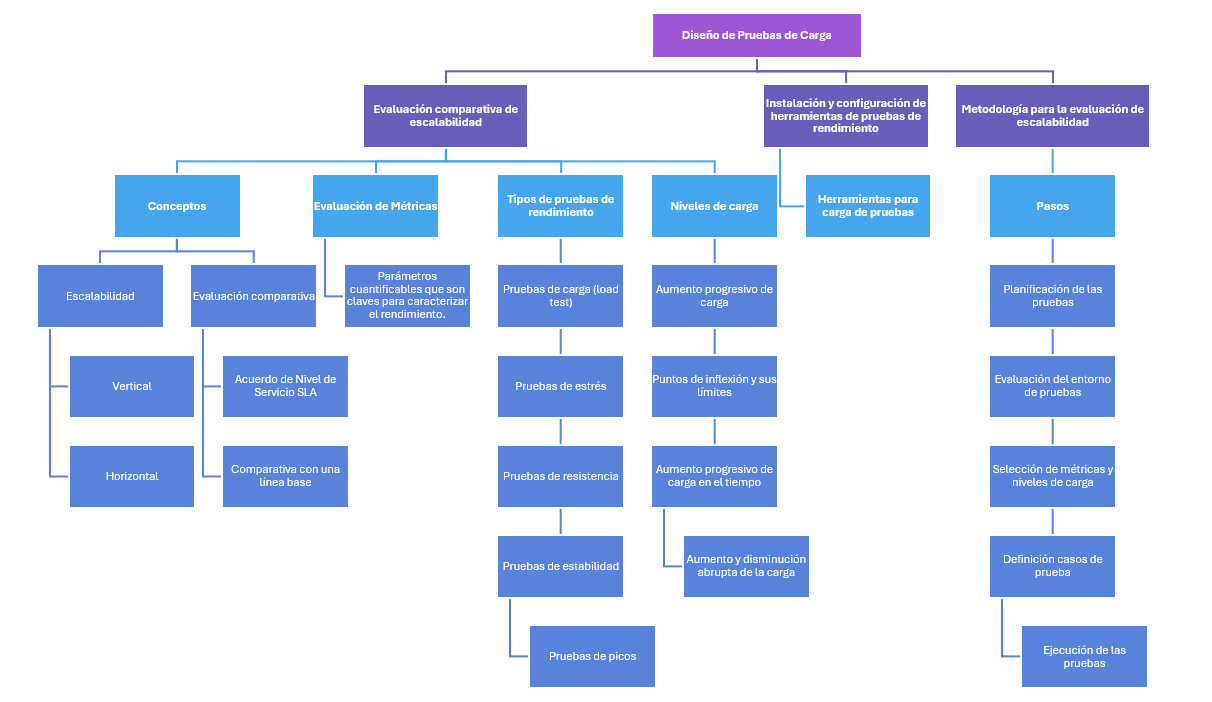 Diseño de Pruebas de Carga
Evaluación comparativa de
escalabilidad
Instalación y configuración de
herramientas de pruebas de
rendimiento
Metodología para la evaluación de
escalabilidad
Conceptos
Evaluación de Métricas
Tipos de pruebas de
rendimiento
Niveles de carga
Herramientas para
carga de pruebas
Pasos
Escalabilidad
Evaluación comparativa
Parámetros
cuantificables que son
claves para caracterizar
el rendimiento.
Pruebas de carga (load
test)
Aumento progresivo de
carga
Planificación de las
pruebas
Vertical
Acuerdo de Nivel de
Servicio SLA
Pruebas de estrés
Puntos de inflexión y sus
límites
Evaluación del entorno
de pruebas
Horizontal
Comparativa con una
línea base
Pruebas de resistencia
Aumento progresivo de
carga en el tiempo
Selección de métricas y
niveles de carga
Pruebas de estabilidad
Aumento y disminución
abrupta de la carga
Definición casos de
prueba
Pruebas de picos
Ejecución de las
pruebas